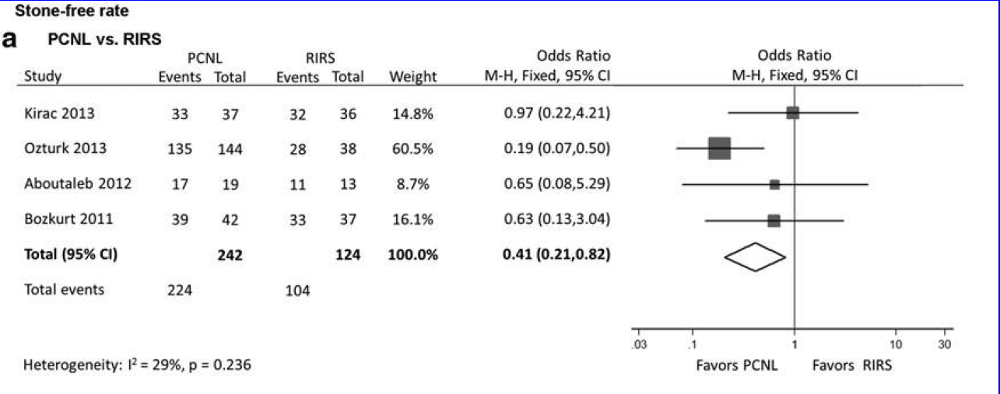 Stone-free rate
a PCNL vs. RIRS
PCNL RIRS Odds Ratio Odds Ratio
Study Events Total Events Total Weight M-H, Fixed, 95% CI M-H, Fixed, 95% CI
Kirac 2013 33 37 32 36 14.8% 0.97 (0.22,4.21)
Ozturk 2013 135 144 28 38 60.5% 0.19 (0.07,0.50)
Aboutaleb 2012 17 19 11 13 8.7% 0.65 (0.08,5.29)
Bozkurt 2011 39 42 33 37 16.1% 0.63 (0.13,3.04)
Total (95% CI) 242 124 100.0% 0.41 (0.21,0.82)
Total events 224 104
.03 .1 1 10 30
Heterogeneity: I² = 29%, p = 0.236 Favors PCNL Favors RIRS